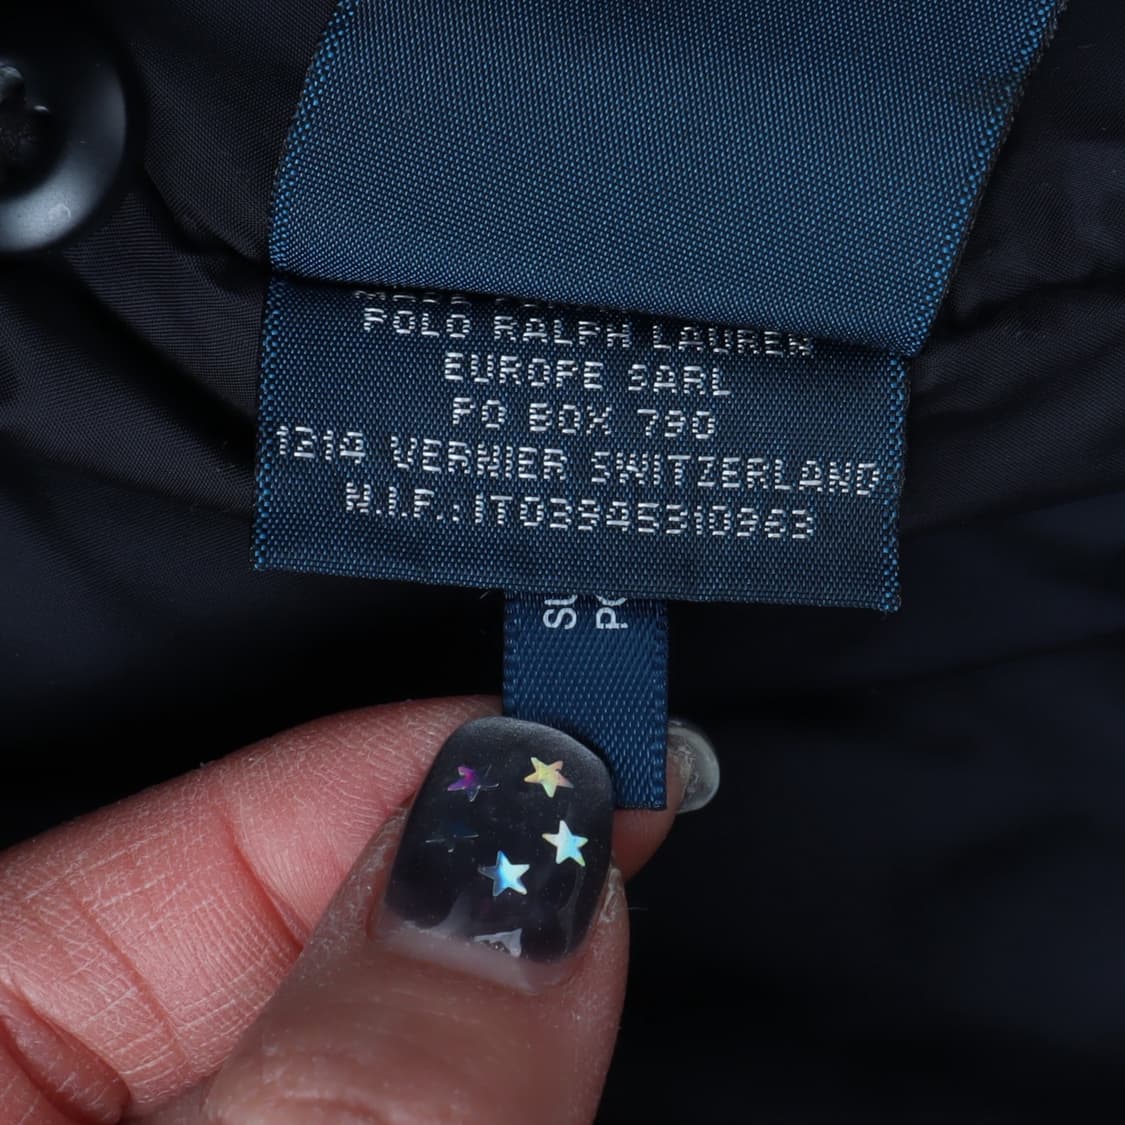 POLO RALPH LAUREN
EUROPE SARL
PO BOX 790
1214 VERNIER SWITZERLAND
N.I.F.: IT03945310963